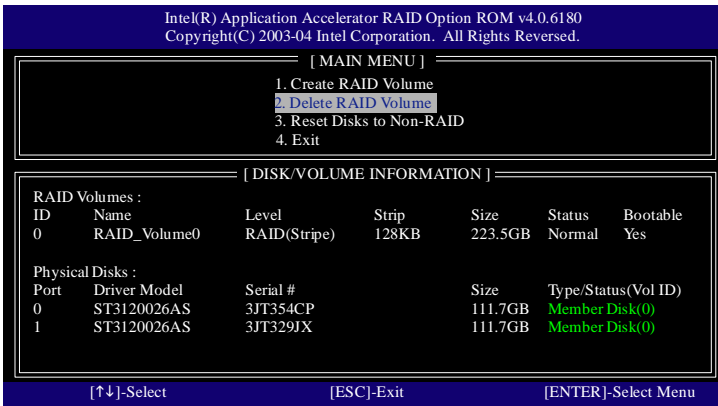 Intel(R) Application Accelerator RAID Option ROM v4.0.6180
Copyright(C) 2003-04 Intel Corporation. All Rights Reversed.
[ MAIN MENU ]
1. Create RAID Volume
2. Delete RAID Volume
3. Reset Disks to Non-RAID
4. Exit
[ DISK/VOLUME INFORMATION ]
RAID Volumes :
ID Name Level Strip Size Status Bootable
0 RAID_Volume0 RAID(Stripe) 128KB 223.5GB Normal Yes
Physical Disks :
Port Driver Model Serial # Size Type/Status(Vol ID)
0 ST3120026AS 3JT354CP 111.7GB Member Disk(0)
1 ST3120026AS 3JT329JX 111.7GB Member Disk(0)
[↑↓]-Select [ESC]-Exit [ENTER]-Select Menu